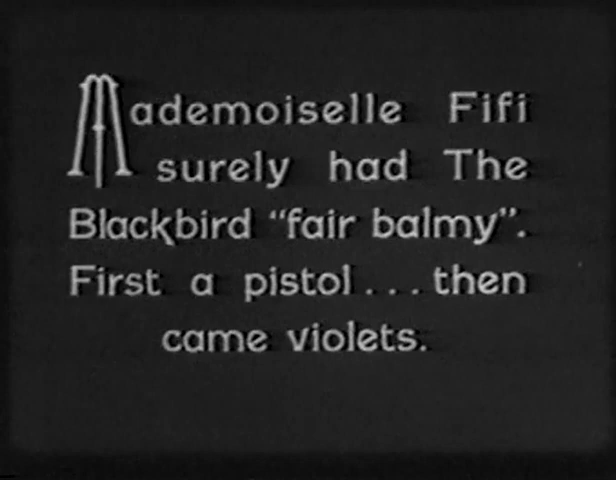 Mademoiselle Fifi
surely had The
Blackbird "fair balmy".
First a pistol...then
came violets.